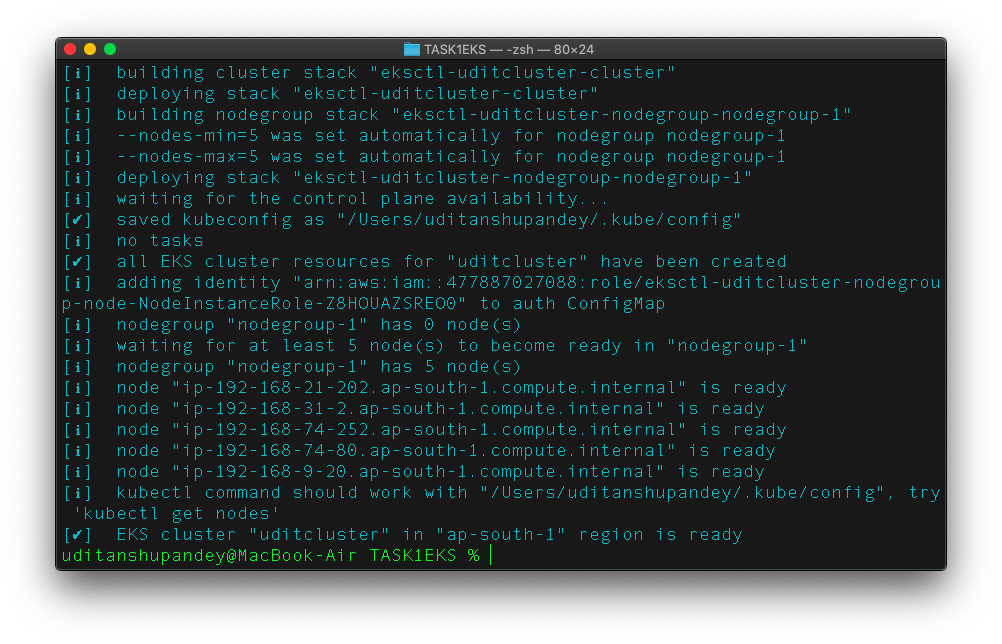 TASK1EKS — -zsh — 80×24
[ℹ]  building cluster stack "eksctl-uditcluster-cluster"
[ℹ]  deploying stack "eksctl-uditcluster-cluster"
[ℹ]  building nodegroup stack "eksctl-uditcluster-nodegroup-nodegroup-1"
[ℹ]  --nodes-min=5 was set automatically for nodegroup nodegroup-1
[ℹ]  --nodes-max=5 was set automatically for nodegroup nodegroup-1
[ℹ]  deploying stack "eksctl-uditcluster-nodegroup-nodegroup-1"
[ℹ]  waiting for the control plane availability...
[✔]  saved kubeconfig as "/Users/uditanshupandey/.kube/config"
[ℹ]  no tasks
[✔]  all EKS cluster resources for "uditcluster" have been created
[ℹ]  adding identity "arn:aws:iam::477887027088:role/eksctl-uditcluster-nodegrou
p-node-NodeInstanceRole-Z8HOUAZSREO0" to auth ConfigMap
[ℹ]  nodegroup "nodegroup-1" has 0 node(s)
[ℹ]  waiting for at least 5 node(s) to become ready in "nodegroup-1"
[ℹ]  nodegroup "nodegroup-1" has 5 node(s)
[ℹ]  node "ip-192-168-21-202.ap-south-1.compute.internal" is ready
[ℹ]  node "ip-192-168-31-2.ap-south-1.compute.internal" is ready
[ℹ]  node "ip-192-168-74-252.ap-south-1.compute.internal" is ready
[ℹ]  node "ip-192-168-74-80.ap-south-1.compute.internal" is ready
[ℹ]  node "ip-192-168-9-20.ap-south-1.compute.internal" is ready
[ℹ]  kubectl command should work with "/Users/uditanshupandey/.kube/config", try
 'kubectl get nodes'
[✔]  EKS cluster "uditcluster" in "ap-south-1" region is ready
uditanshupandey@MacBook-Air TASK1EKS %